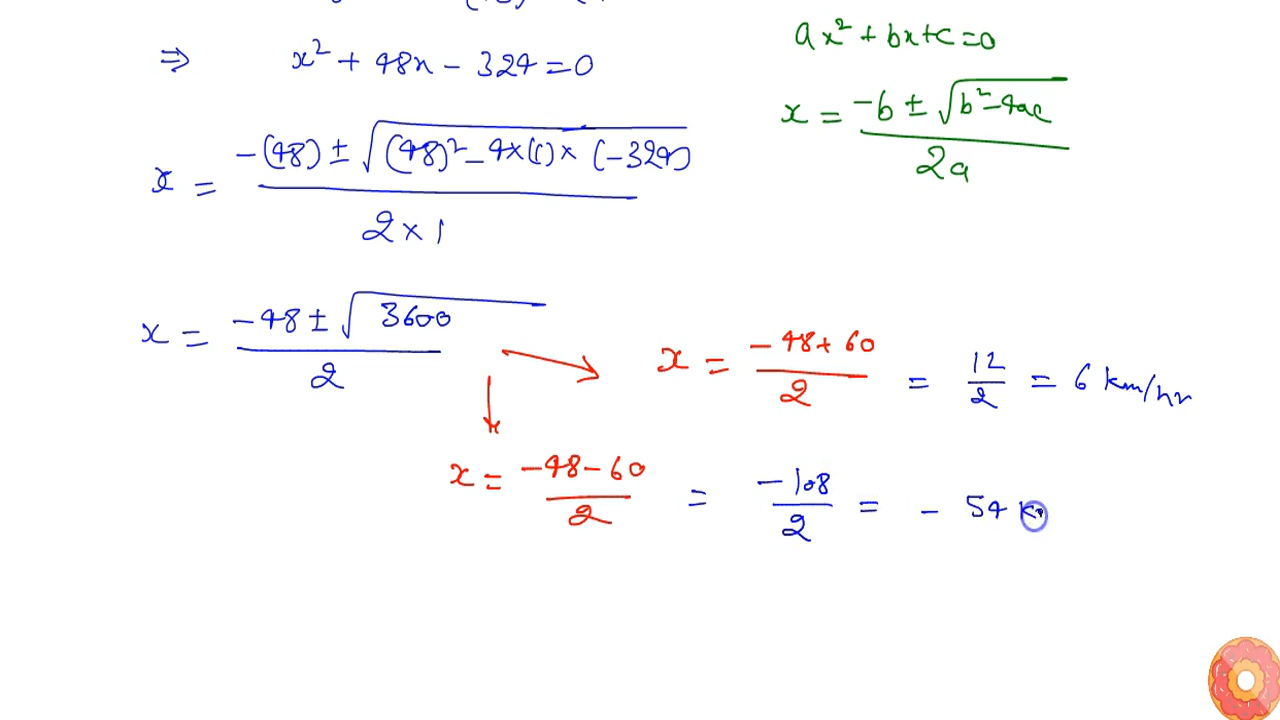 ⇒ x² + 48x - 324 = 0
ax² + bx + c = 0
x = (-b ± √(b² - 4ac)) / 2a
x = (-(48) ± √((48)² - 4×(1)×(-324))) / (2 × 1)
x = (-48 ± √3600) / 2
x = (-48 + 60) / 2 = 12/2 = 6 km/hr
x = (-48 - 60) / 2 = -108/2 = - 54 k